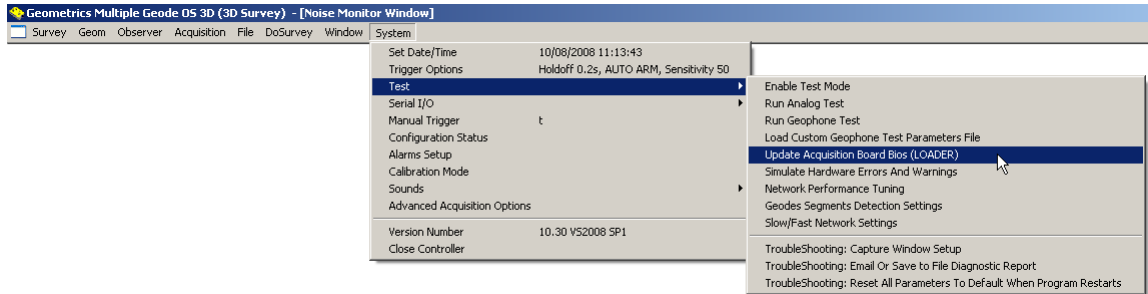 Geometrics Multiple Geode OS 3D (3D Survey) - [Noise Monitor Window]
Survey Geom Observer Acquisition File DoSurvey Window System
Set Date/Time 10/08/2008 11:13:43
Trigger Options Holdoff 0.2s, AUTO ARM, Sensitivity 50
Test
Serial I/O
Manual Trigger t
Configuration Status
Alarms Setup
Calibration Mode
Sounds
Advanced Acquisition Options
Version Number 10.30 VS2008 SP1
Close Controller
Enable Test Mode
Run Analog Test
Run Geophone Test
Load Custom Geophone Test Parameters File
Update Acquisition Board Bios (LOADER)
Simulate Hardware Errors And Warnings
Network Performance Tuning
Geodes Segments Detection Settings
Slow/Fast Network Settings
TroubleShooting: Capture Window Setup
TroubleShooting: Email Or Save to File Diagnostic Report
TroubleShooting: Reset All Parameters To Default When Program Restarts